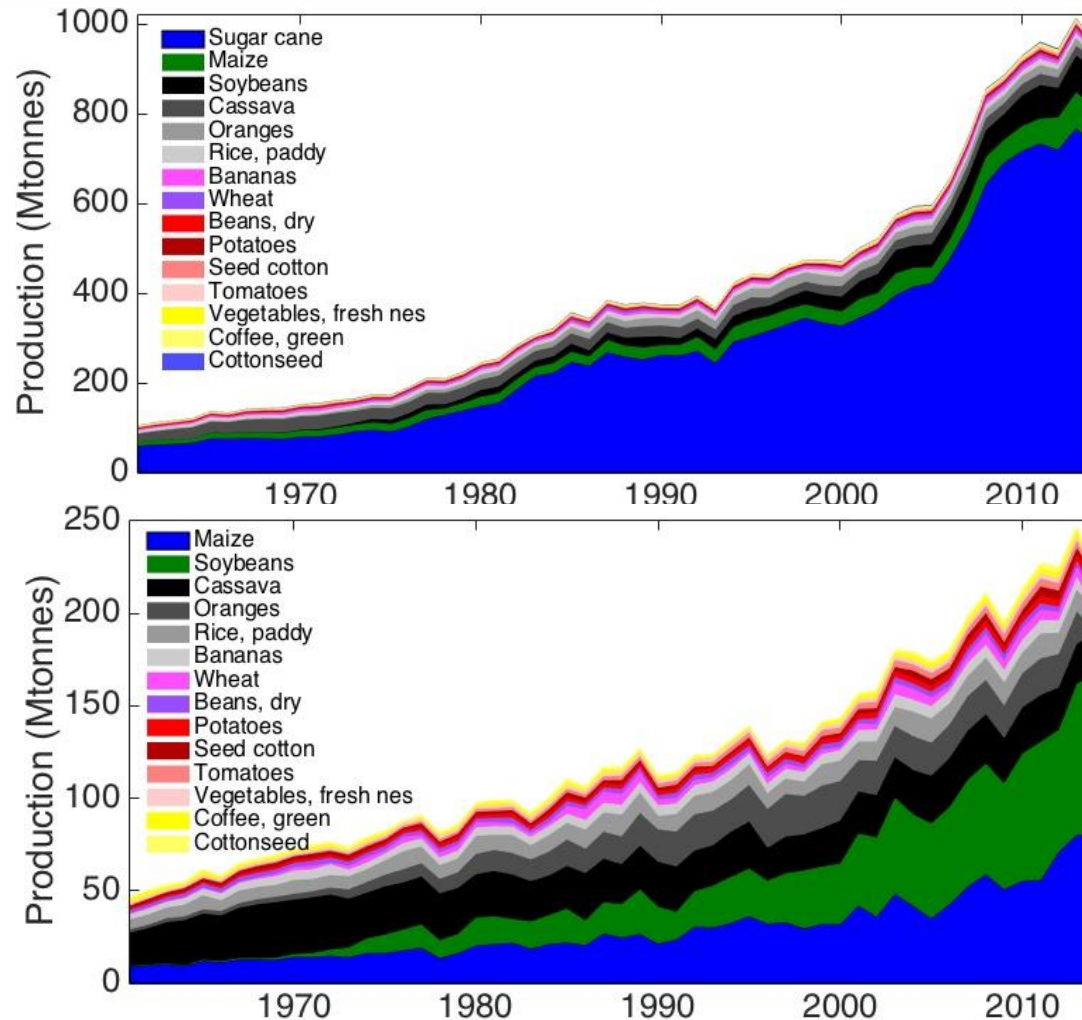 Production (Mtonnes)
1000
800
600
400
200
0
Sugar cane
Maize
Soybeans
Cassava
Oranges
Rice, paddy
Bananas
Wheat
Beans, dry
Potatoes
Seed cotton
Tomatoes
Vegetables, fresh nes
Coffee, green
Cottonseed
1970 1980 1990 2000 2010
Production (Mtonnes)
250
200
150
100
50
0
Maize
Soybeans
Cassava
Oranges
Rice, paddy
Bananas
Wheat
Beans, dry
Potatoes
Seed cotton
Tomatoes
Vegetables, fresh nes
Coffee, green
Cottonseed
1970 1980 1990 2000 2010